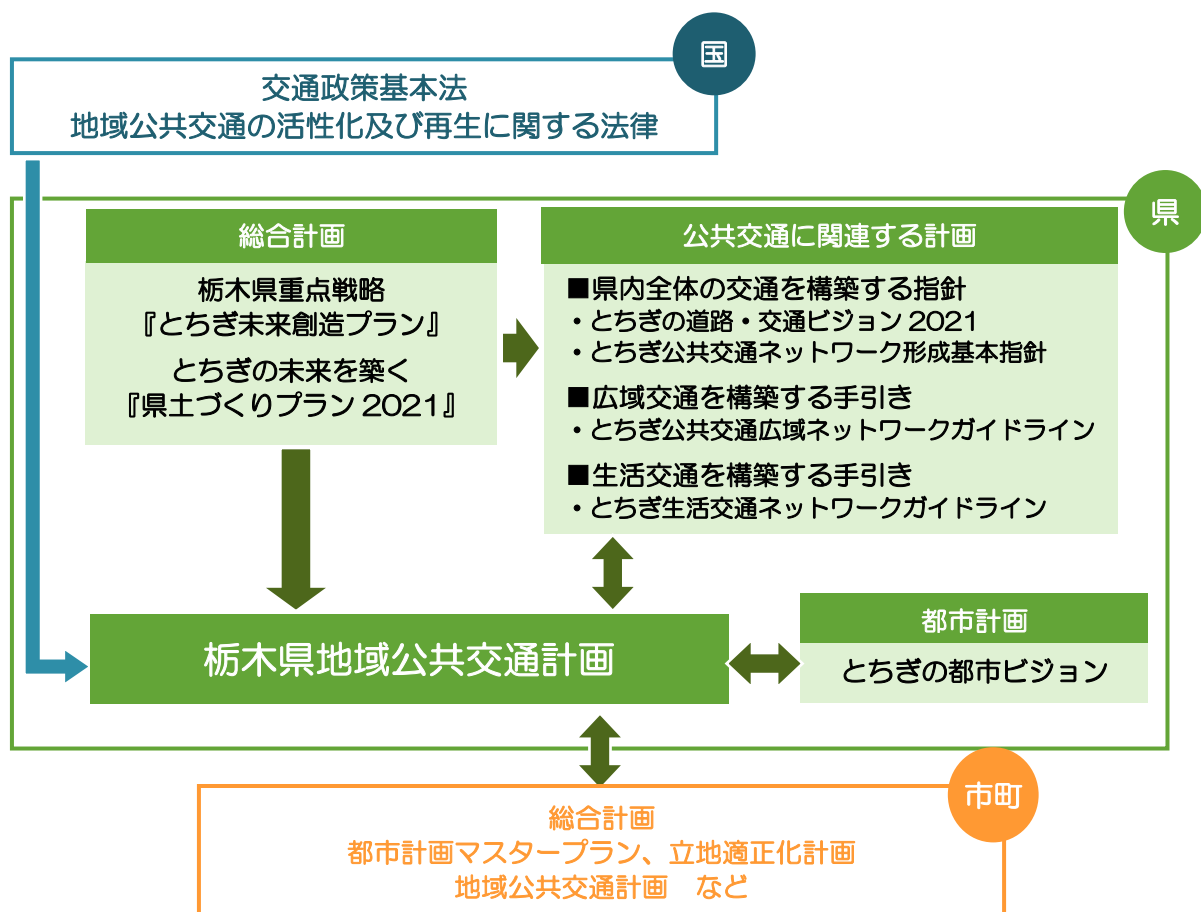 国
交通政策基本法
地域公共交通の活性化及び再生に関する法律
県
総合計画
栃木県重点戦略
『とちぎ未来創造プラン』
とちぎの未来を築く
『県土づくりプラン 2021』
公共交通に関連する計画
■県内全体の交通を構築する指針
・とちぎの道路・交通ビジョン 2021
・とちぎ公共交通ネットワーク形成基本指針
■広域交通を構築する手引き
・とちぎ公共交通広域ネットワークガイドライン
■生活交通を構築する手引き
・とちぎ生活交通ネットワークガイドライン
栃木県地域公共交通計画
都市計画
とちぎの都市ビジョン
市町
総合計画
都市計画マスタープラン、立地適正化計画
地域公共交通計画 など